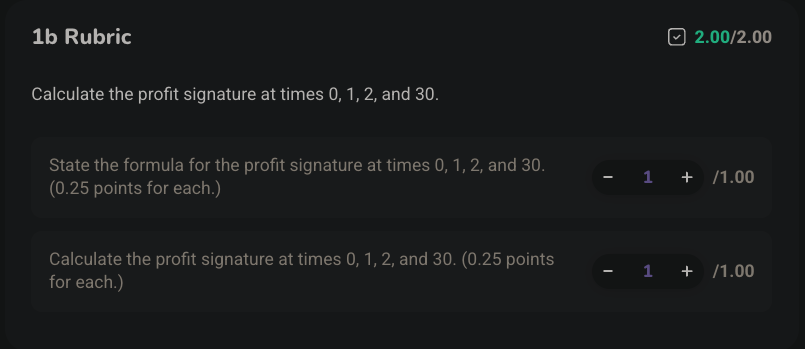 1b Rubric
2.00/2.00
Calculate the profit signature at times 0, 1, 2, and 30.
State the formula for the profit signature at times 0, 1, 2, and 30.
(0.25 points for each.)
− 1 + /1.00
Calculate the profit signature at times 0, 1, 2, and 30. (0.25 points
for each.)
− 1 + /1.00